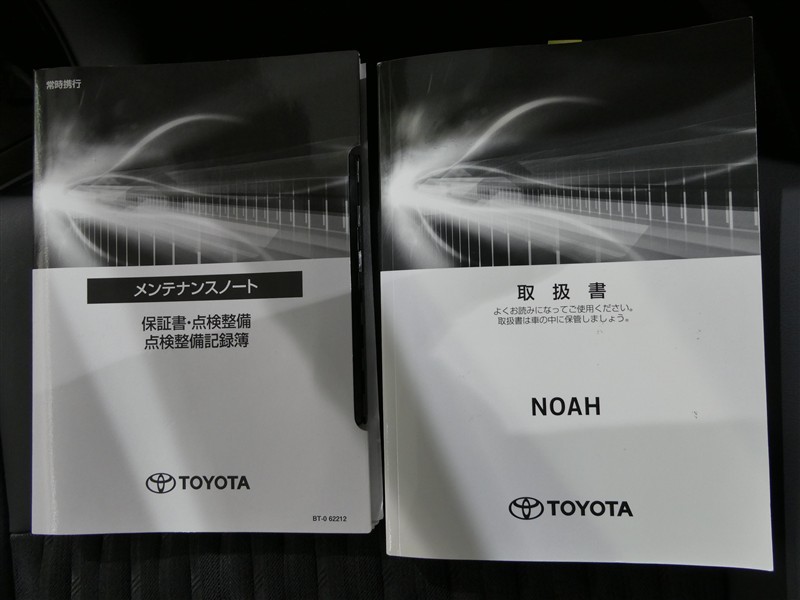 常時携行
メンテナンスノート
保証書・点検整備
点検整備記録簿
TOYOTA
BT-0 62212
取扱書
よくお読みになってご使用ください。
取扱書は車の中に保管しましょう。
NOAH
TOYOTA